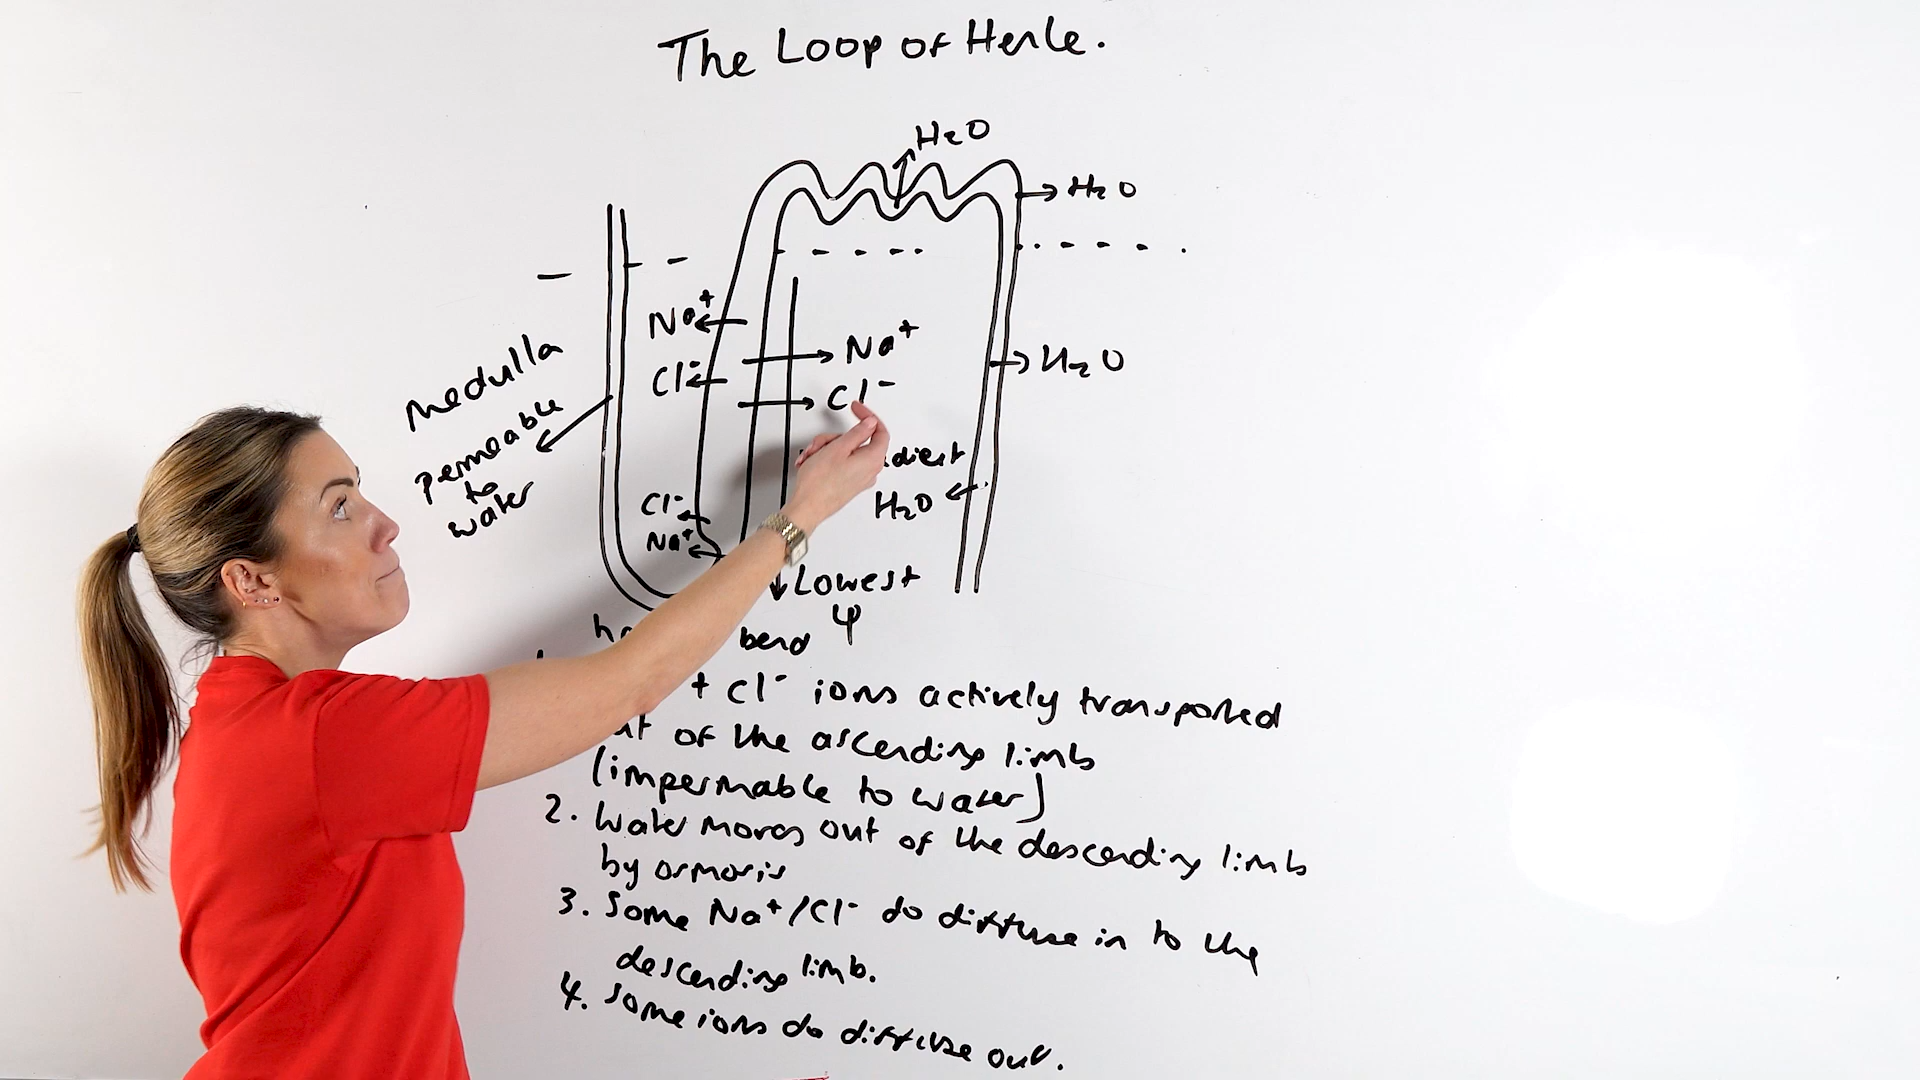 The Loop of Henle.
H2O
H2O
Na+
Na+
Cl-
Cl-
H2O
medulla
permeable
to
water
Cl-
Na+
H2O
Lowest
Ψ
bend
+ Cl- ions actively transported
of the ascending limb
(impermable to water)
2. Water moves out of the descending limb
by osmosis
3. Some Na+/Cl- do diffuse in to the
descending limb.
4. Some ions do diffuse out.